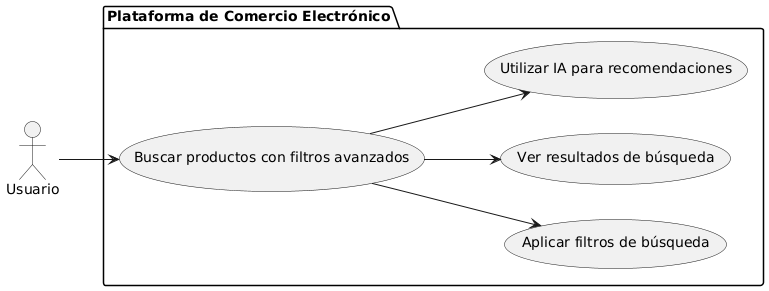 Plataforma de Comercio Electrónico
Utilizar IA para recomendaciones
Buscar productos con filtros avanzados
Ver resultados de búsqueda
Usuario
Aplicar filtros de búsqueda